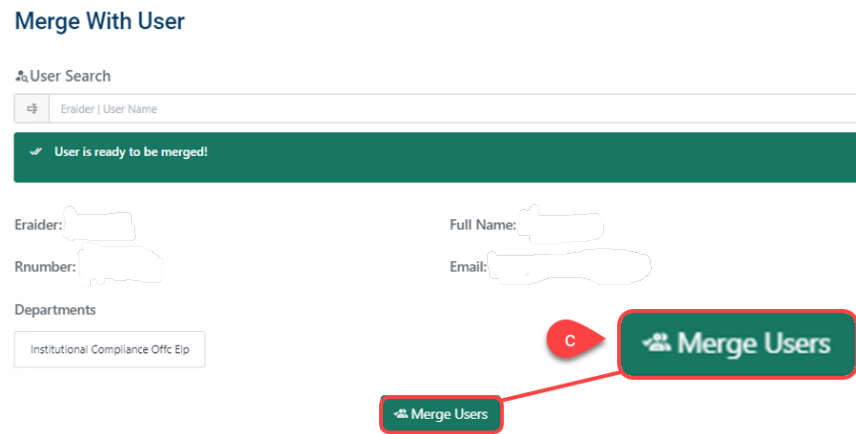 Merge With User
User Search
Eraider | User Name
User is ready to be merged!
Eraider:
Full Name:
Rnumber:
Email:
Departments
Institutional Compliance Offc Elp
C
Merge Users
Merge Users